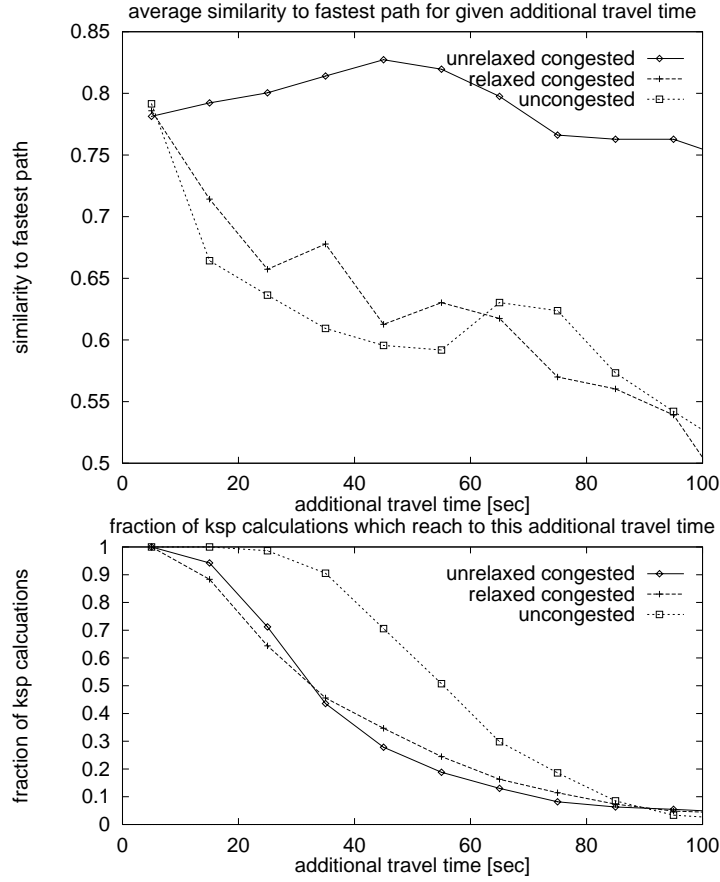 average similarity to fastest path for given additional travel time
0.85
unrelaxed congested
relaxed congested
uncongested
0.8
0.75
0.7
0.65
0.6
0.55
0.5
similarity to fastest path
0 20 40 60 80 100
additional travel time [sec]
fraction of ksp calculations which reach to this additional travel time
1
unrelaxed congested
relaxed congested
uncongested
0.9
0.8
0.7
0.6
0.5
0.4
0.3
0.2
0.1
0
fraction of ksp calcuations
0 20 40 60 80 100
additional travel time [sec]